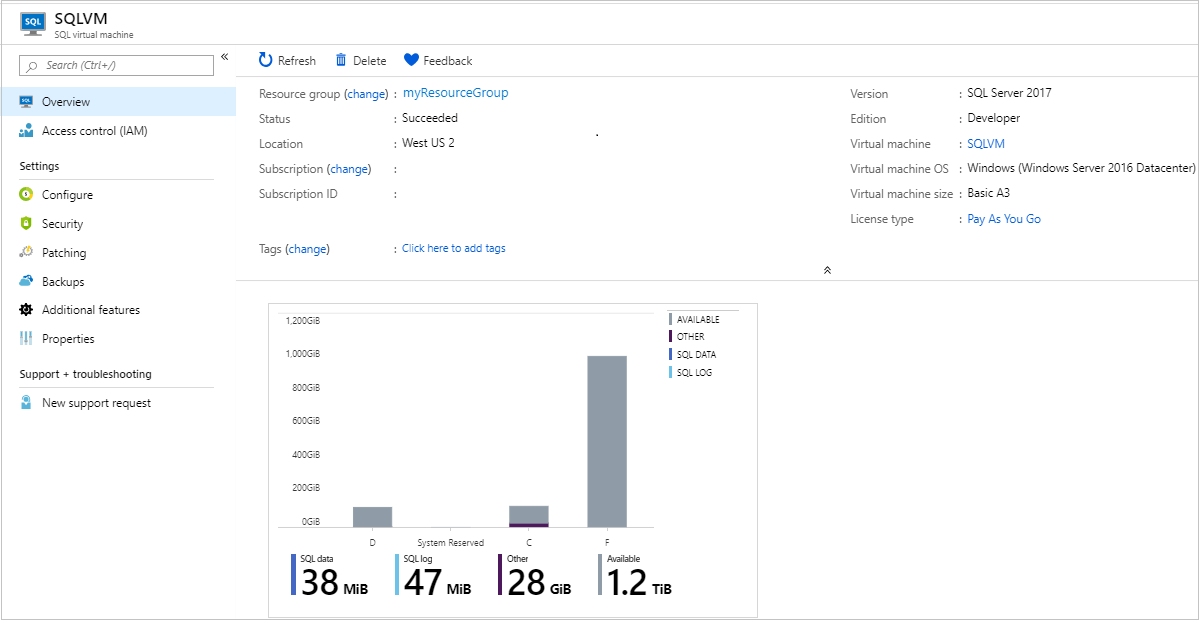 SQL
SQLVM
SQL virtual machine
Search (Ctrl+/)
«
Refresh
Delete
Feedback
SQL
Overview
Access control (IAM)
Settings
Configure
Security
Patching
Backups
Additional features
Properties
Support + troubleshooting
New support request
Resource group (change) : myResourceGroup
Status : Succeeded
Location : West US 2
Subscription (change) :
Subscription ID :
Tags (change) : Click here to add tags
Version : SQL Server 2017
Edition : Developer
Virtual machine : SQLVM
Virtual machine OS : Windows (Windows Server 2016 Datacenter)
Virtual machine size : Basic A3
License type : Pay As You Go
1,200GiB
1,000GiB
800GiB
600GiB
400GiB
200GiB
0GiB
D System Reserved C F
AVAILABLE
OTHER
SQL DATA
SQL LOG
SQL data
38 MiB
SQL log
47 MiB
Other
28 GiB
Available
1.2 TiB